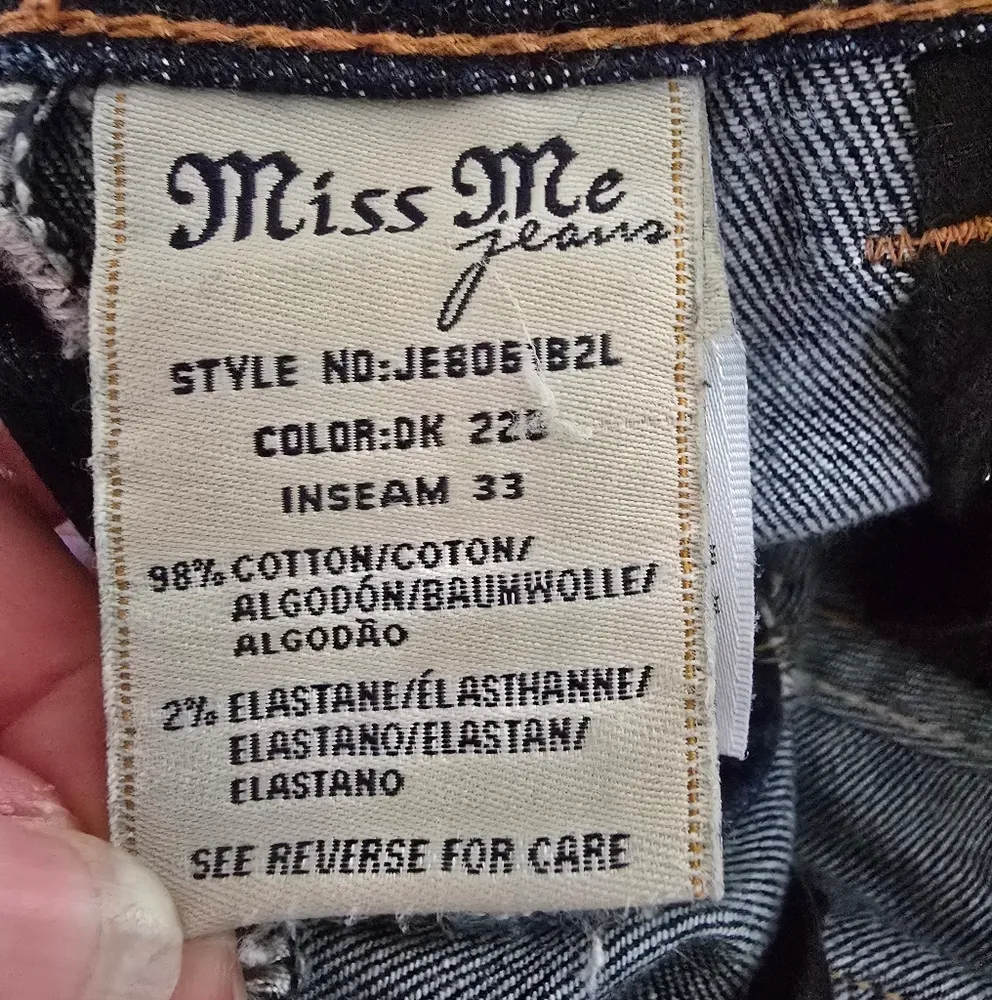 Miss Me
jeans
STYLE NO:
COLOR:DK
INSEAM 33
98% COTTON/COTON/
ALGODÓN/BAUMWOLLE/
ALGODÃO
2% ELASTANE/ÉLASTHANNE/
ELASTANO/ELASTAN/
ELASTANO
SEE REVERSE FOR CARE